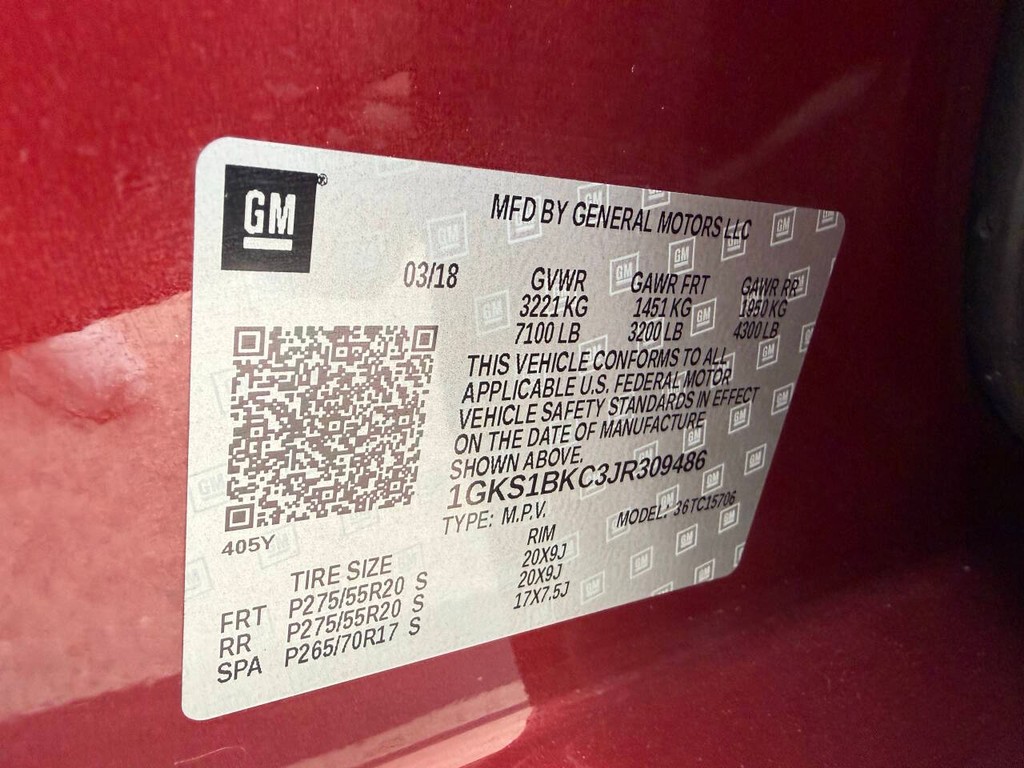 GM ®
MFD BY GENERAL MOTORS LLC
03/18 GVWR GAWR FRT GAWR RR
3221 KG 1451 KG 1950 KG
7100 LB 3200 LB 4300 LB
THIS VEHICLE CONFORMS TO ALL
APPLICABLE U.S. FEDERAL MOTOR
VEHICLE SAFETY STANDARDS IN EFFECT
ON THE DATE OF MANUFACTURE
SHOWN ABOVE.
1GKS1BKC3JR309486
TYPE: M.P.V. MODEL: 36TC15706
405Y
TIRE SIZE RIM
FRT P275/55R20 S 20X9J
RR P275/55R20 S 20X9J
SPA P265/70R17 S 17X7.5J